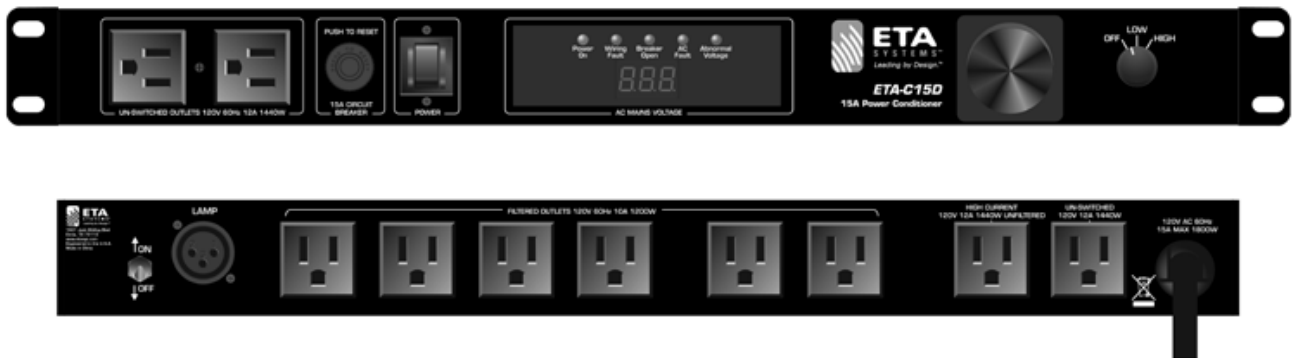 PUSH TO RESET
15A CIRCUIT
BREAKER
POWER
UN-SWITCHED OUTLETS 120V 60Hz 12A 1440W
Power
On
Wiring
Fault
Breaker
Open
AC
Fault
Abnormal
Voltage
AC MAINS VOLTAGE
ETA
SYSTEMS™
Leading by Design.™
ETA-C15D
15A Power Conditioner
OFF
LOW
HIGH
ETA
LAMP
ON
OFF
FILTERED OUTLETS 120V 60Hz 10A 1200W
HIGH CURRENT
120V 12A 1440W UNFILTERED
UN-SWITCHED
120V 12A 1440W
120V AC 60Hz
15A MAX 1800W